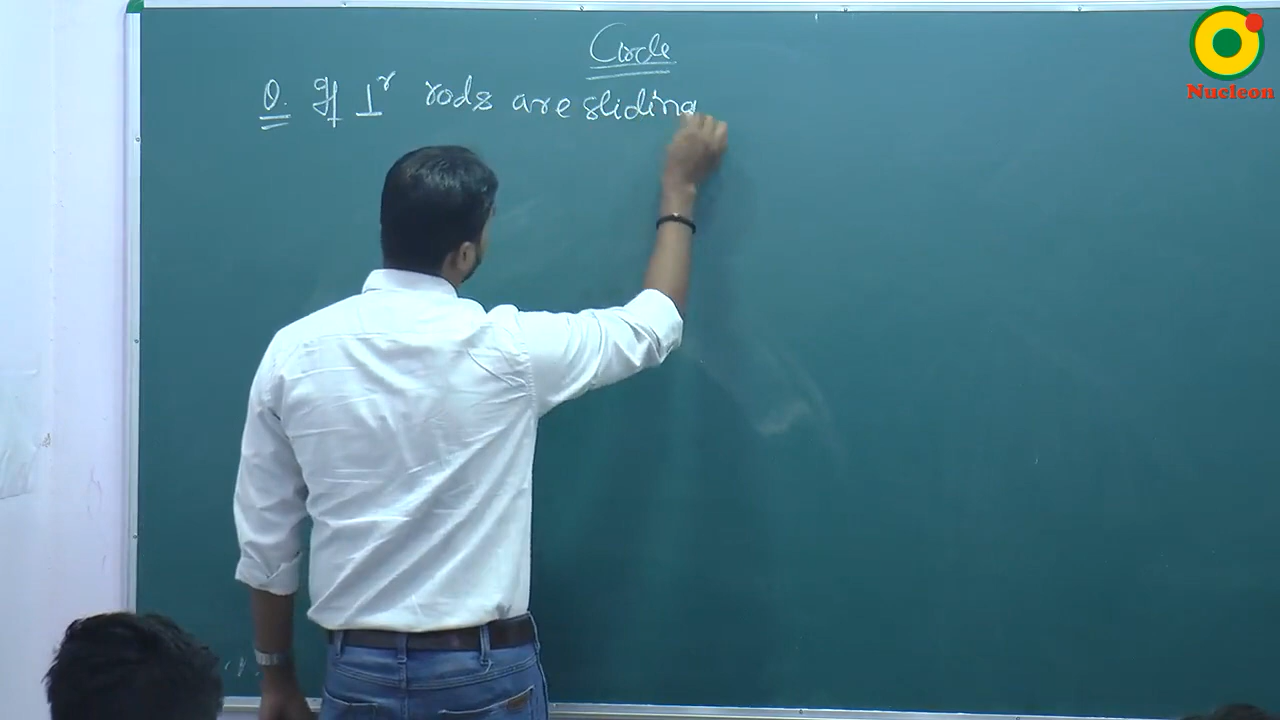 Circle
Q. If ⊥r rods are sliding
Nucleon